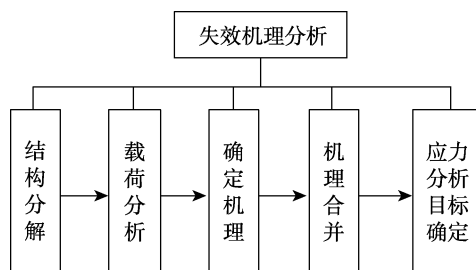 失效机理分析
结构分解
载荷分析
确定机理
机理合并
应力
分析
目标
确定